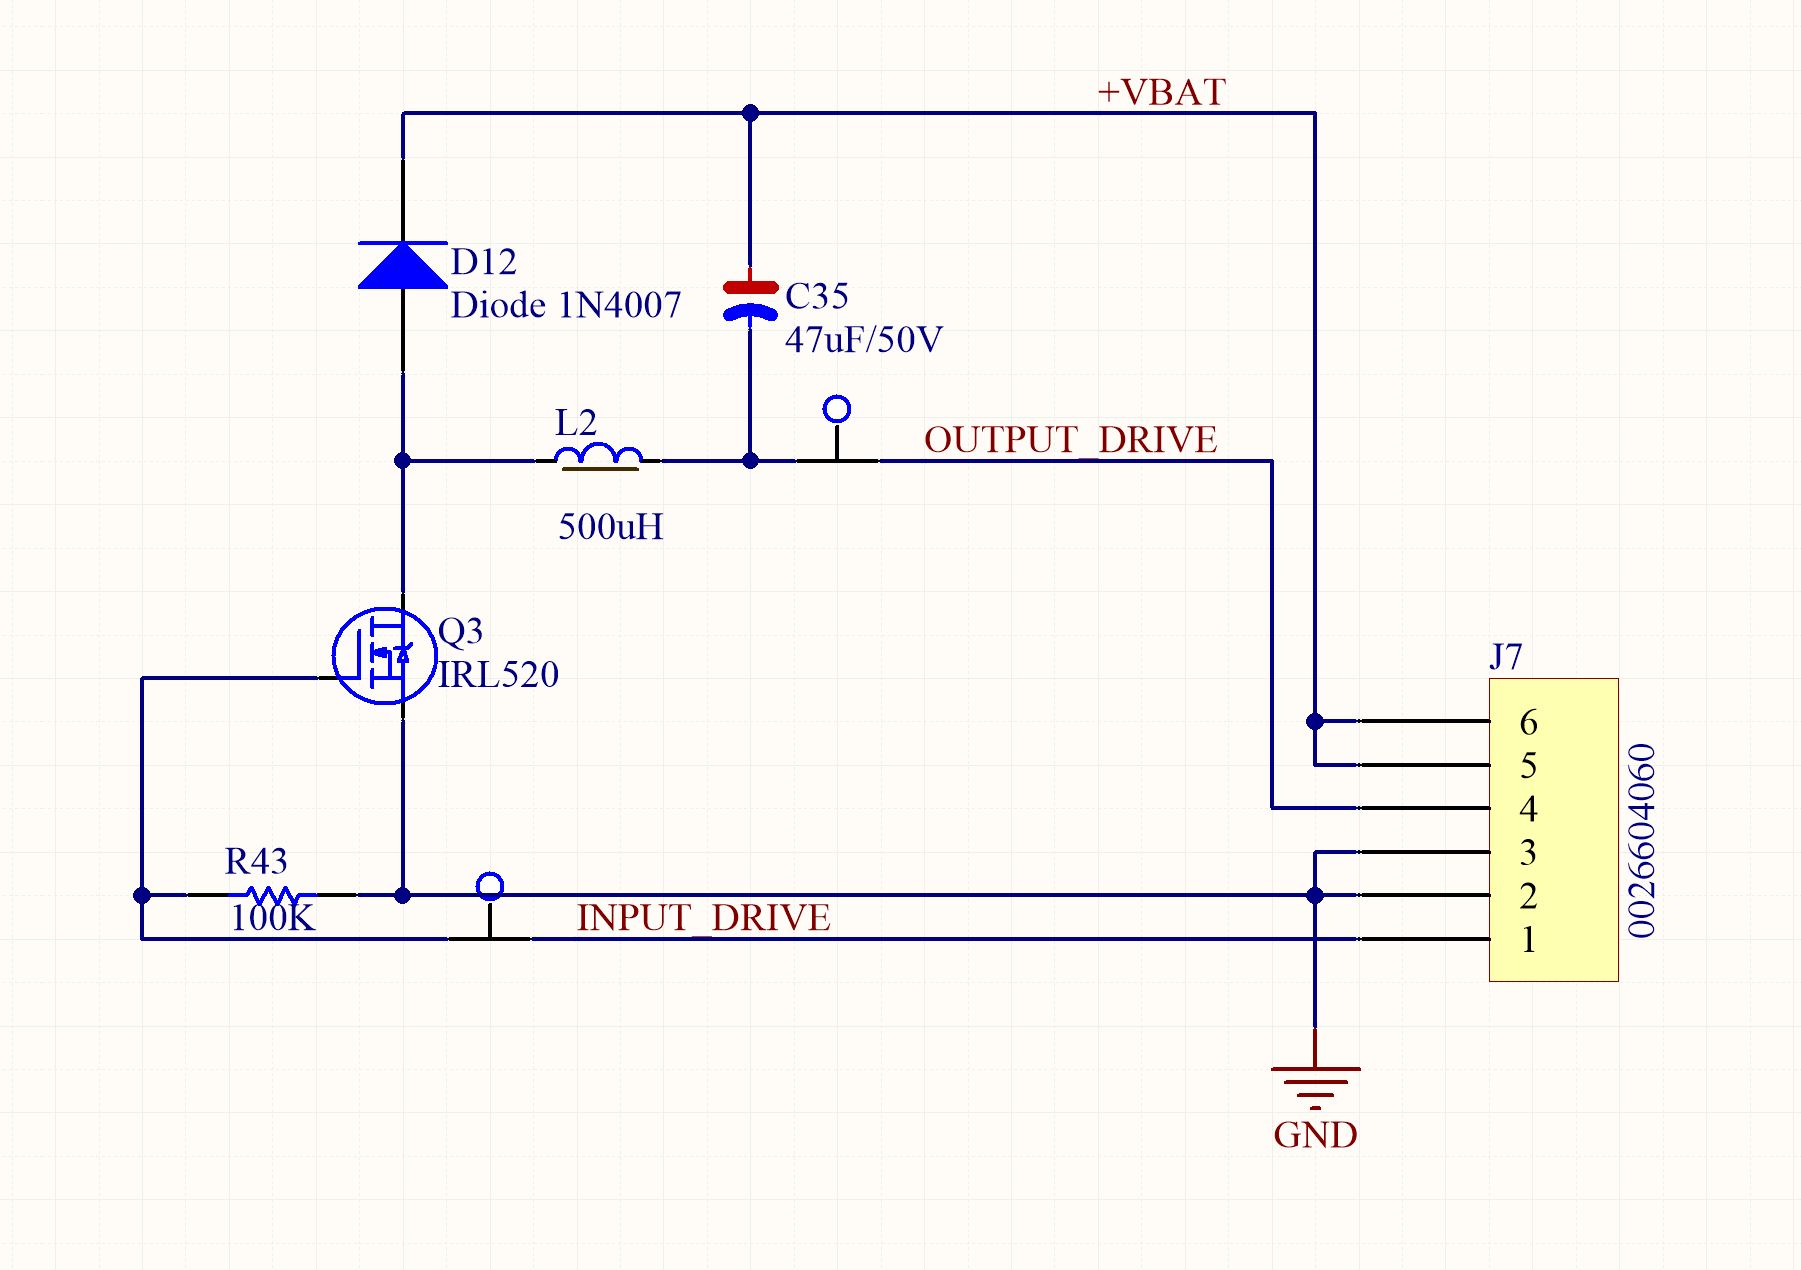 +VBAT
D12
Diode 1N4007
C35
47uF/50V
L2
OUTPUT_DRIVE
500uH
Q3
IRL520
J7
6
5
4
3
2
1
0026604060
R43
100K
INPUT_DRIVE
GND